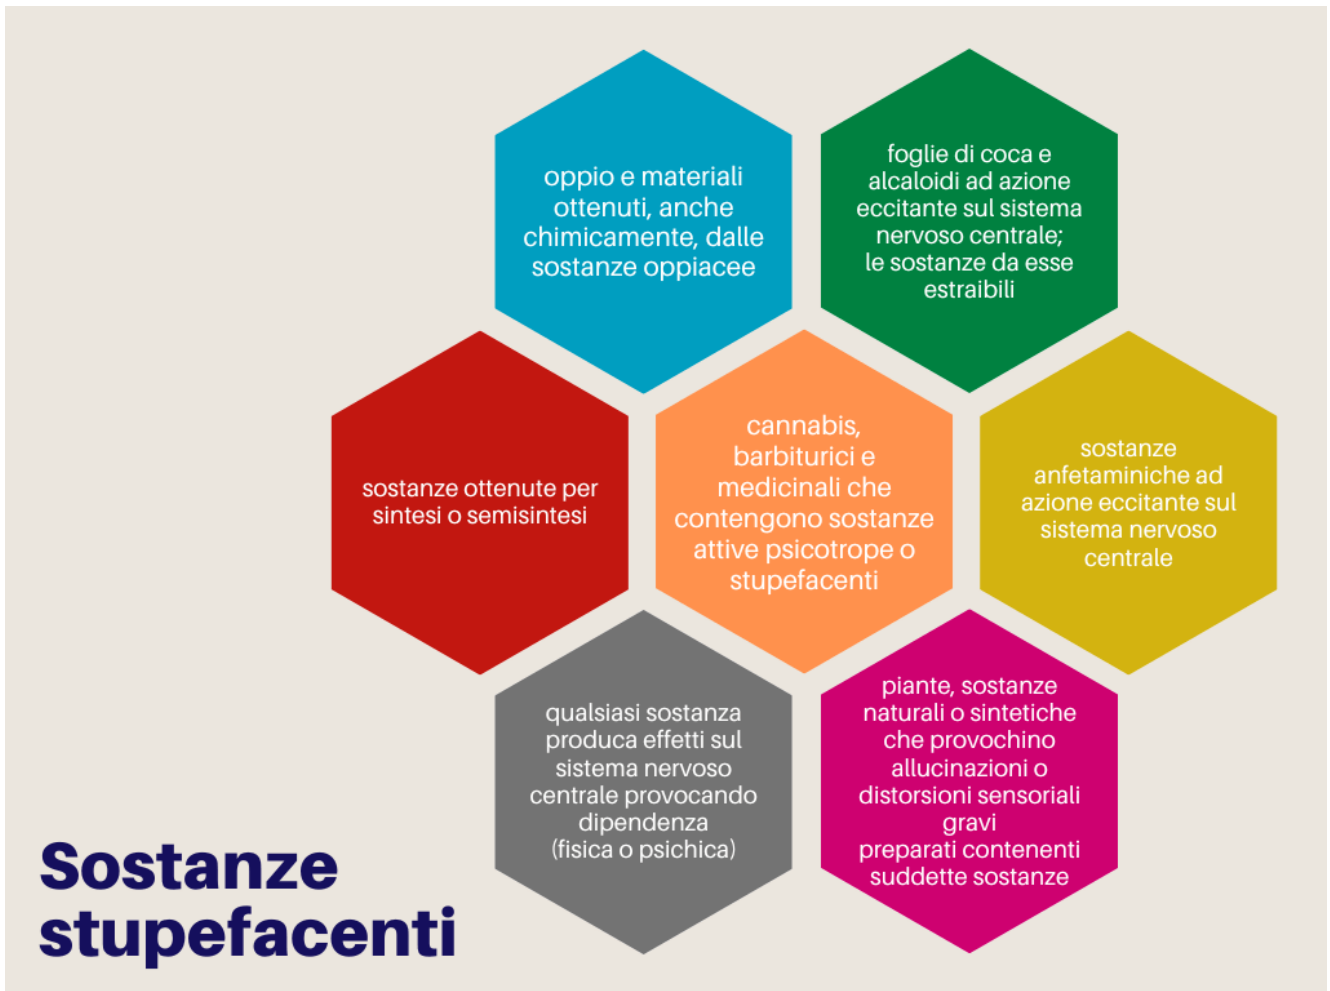 oppio e materiali
ottenuti, anche
chimicamente, dalle
sostanze oppiacee
foglie di coca e
alcaloidi ad azione
eccitante sul sistema
nervoso centrale;
le sostanze da esse
estraibili
sostanze ottenute per
sintesi o semisintesi
cannabis,
barbiturici e
medicinali che
contengono sostanze
attive psicotrope o
stupefacenti
sostanze
anfetaminiche ad
azione eccitante sul
sistema nervoso
centrale
qualsiasi sostanza
produca effetti sul
sistema nervoso
centrale provocando
dipendenza
(fisica o psichica)
piante, sostanze
naturali o sintetiche
che provochino
allucinazioni o
distorsioni sensoriali
gravi
preparati contenenti
suddette sostanze
Sostanze
stupefacenti